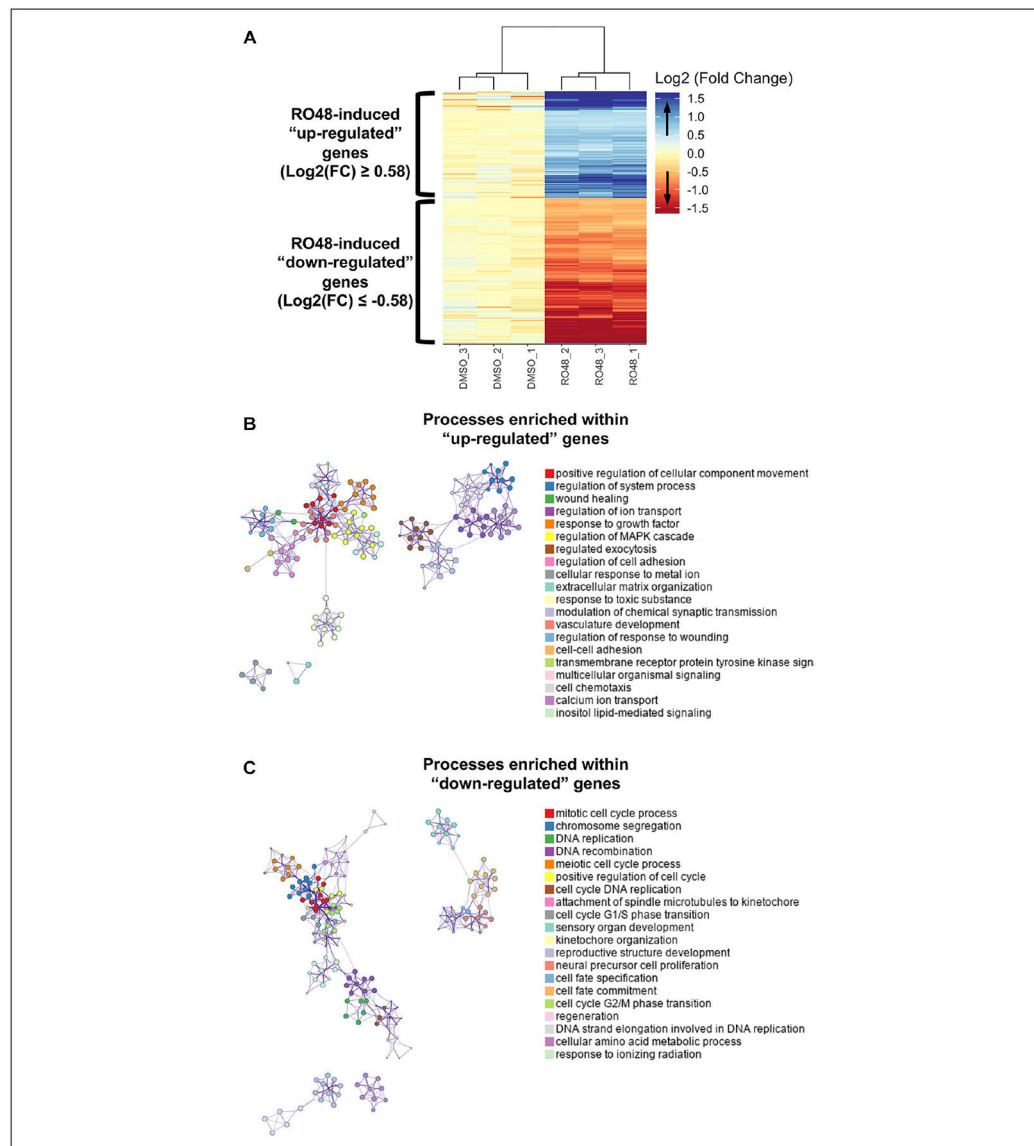 A
Log2 (Fold Change)
RO48-induced
“up-regulated”
genes
(Log2(FC) ≥ 0.58)
1.5
1.0
0.5
0.0
-0.5
-1.0
-1.5
RO48-induced
“down-regulated”
genes
(Log2(FC) ≤ -0.58)
DMSO_3
DMSO_2
DMSO_1
RO48_2
RO48_3
RO48_1
B
Processes enriched within
“up-regulated” genes
positive regulation of cellular component movement
regulation of system process
wound healing
regulation of ion transport
response to growth factor
regulation of MAPK cascade
regulated exocytosis
regulation of cell adhesion
cellular response to metal ion
extracellular matrix organization
response to toxic substance
modulation of chemical synaptic transmission
vasculature development
regulation of response to wounding
cell-cell adhesion
transmembrane receptor protein tyrosine kinase sign
multicellular organismal signaling
cell chemotaxis
calcium ion transport
inositol lipid-mediated signaling
C
Processes enriched within
“down-regulated” genes
mitotic cell cycle process
chromosome segregation
DNA replication
DNA recombination
meiotic cell cycle process
positive regulation of cell cycle
cell cycle DNA replication
attachment of spindle microtubules to kinetochore
cell cycle G1/S phase transition
sensory organ development
kinetochore organization
reproductive structure development
neural precursor cell proliferation
cell fate specification
cell fate commitment
cell cycle G2/M phase transition
regeneration
DNA strand elongation involved in DNA replication
cellular amino acid metabolic process
response to ionizing radiation